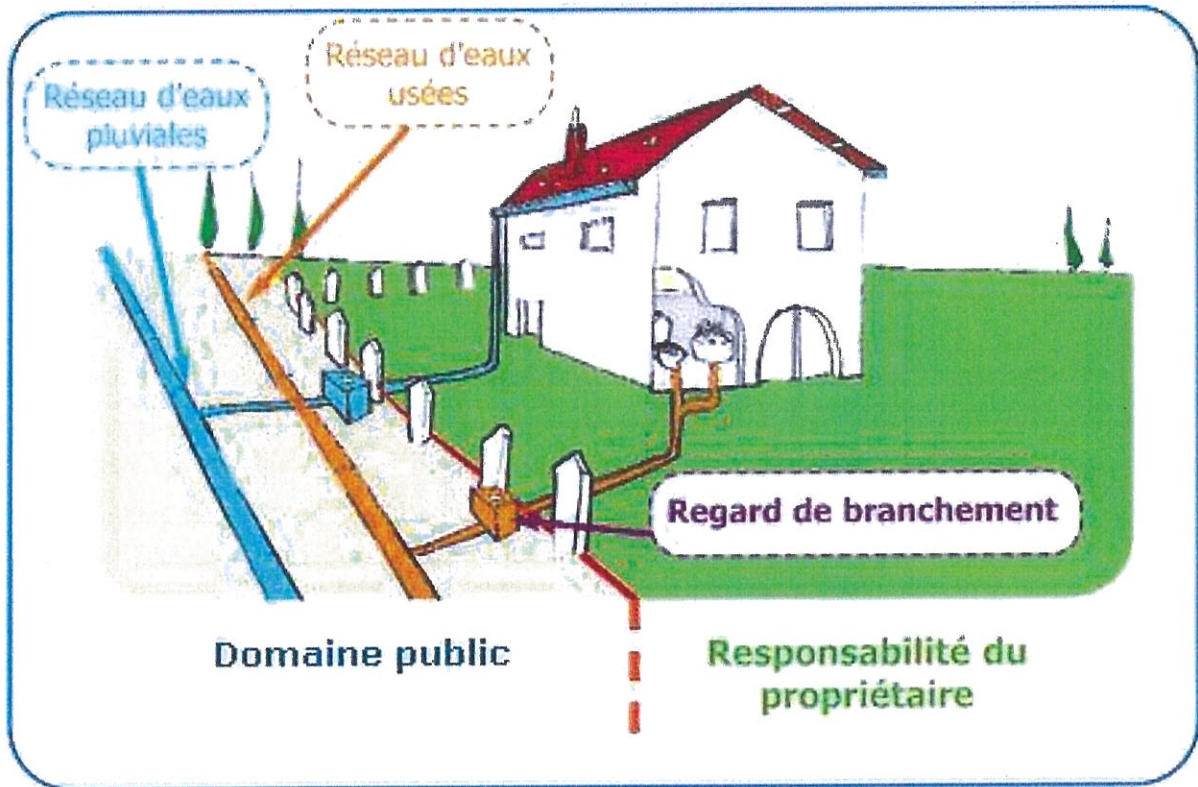 Réseau d'eaux
pluviales
Réseau d'eaux
usées
Regard de branchement
Domaine public
Responsabilité du
propriétaire